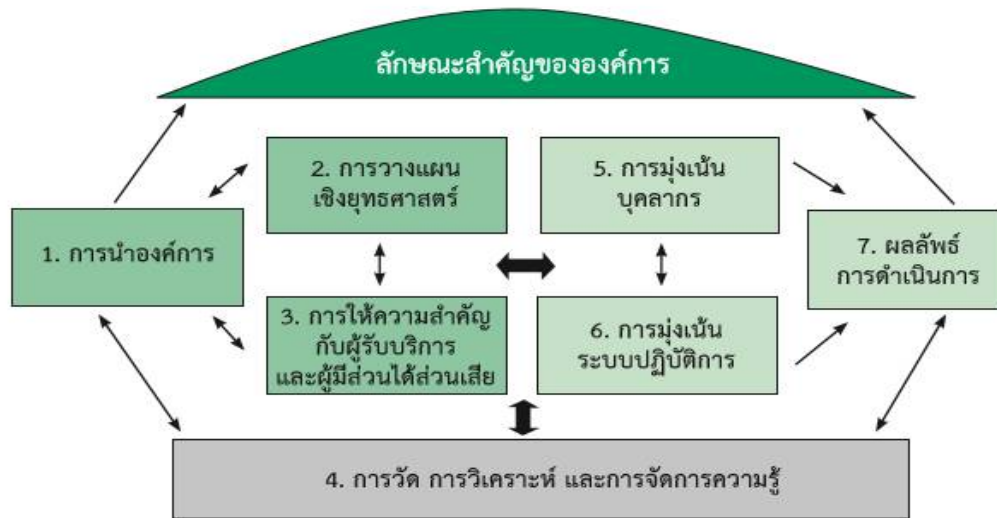 ลักษณะสำคัญขององค์การ
1. การนำองค์การ
2. การวางแผน
เชิงยุทธศาสตร์
3. การให้ความสำคัญ
กับผู้รับบริการ
และผู้มีส่วนได้ส่วนเสีย
5. การมุ่งเน้น
บุคลากร
6. การมุ่งเน้น
ระบบปฏิบัติการ
7. ผลลัพธ์
การดำเนินการ
4. การวัด การวิเคราะห์ และการจัดการความรู้